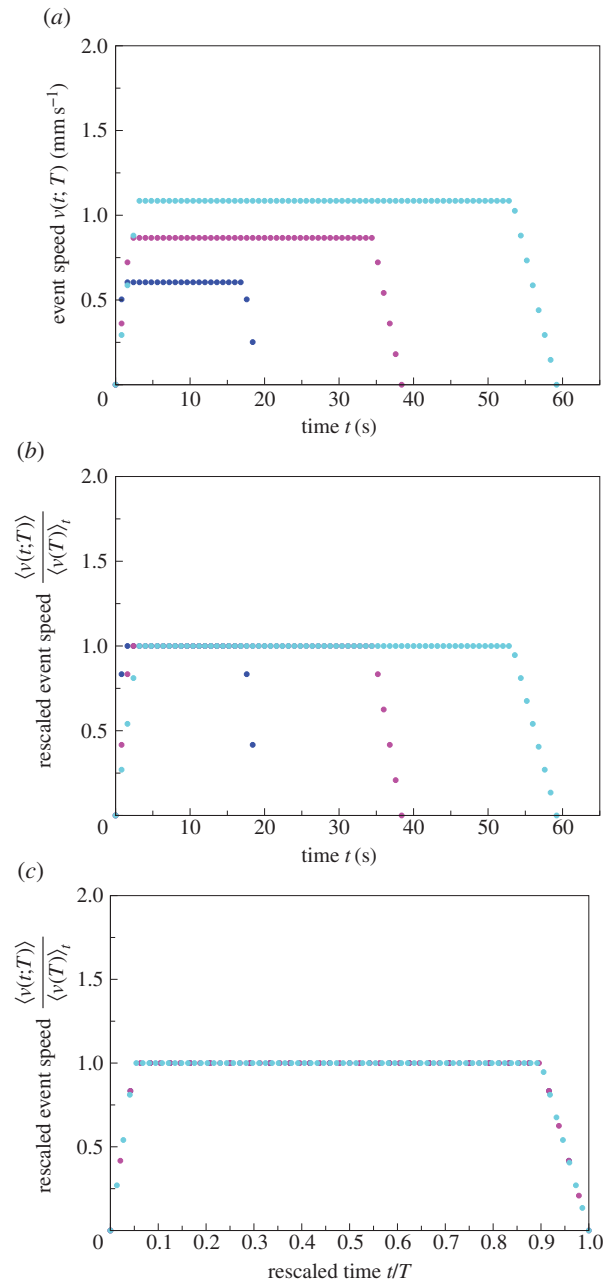 (a)
2.0
1.5
1.0
0.5
0
10 20 30 40 50 60
event speed v(t; T) (mm s⁻¹)
time t (s)
(b)
2.0
1.5
1.0
0.5
0
10 20 30 40 50 60
rescaled event speed ⟨v(t;T)⟩ / ⟨v(T)⟩ₜ
time t (s)
(c)
2.0
1.5
1.0
0.5
0
0.1 0.2 0.3 0.4 0.5 0.6 0.7 0.8 0.9 1.0
rescaled event speed ⟨v(t;T)⟩ / ⟨v(T)⟩ₜ
rescaled time t/T